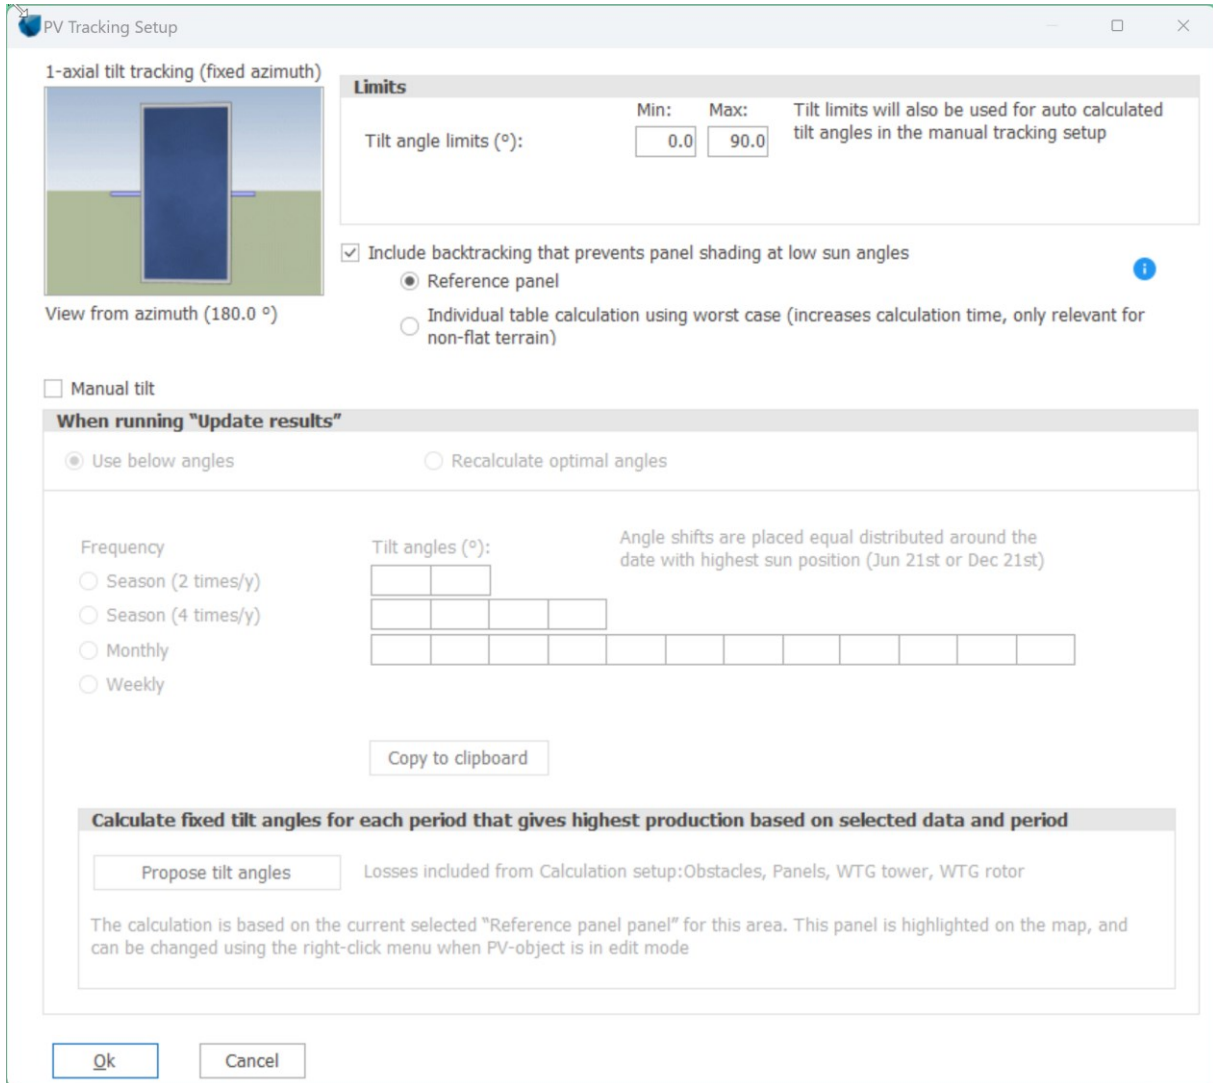 PV Tracking Setup
1-axial tilt tracking (fixed azimuth)
View from azimuth (180.0 °)
Limits
Min: Max:
Tilt angle limits (°): 0.0 90.0
Tilt limits will also be used for auto calculated
tilt angles in the manual tracking setup
Include backtracking that prevents panel shading at low sun angles
Reference panel
Individual table calculation using worst case (increases calculation time, only relevant for
non-flat terrain)
Manual tilt
When running “Update results”
Use below angles Recalculate optimal angles
Frequency
Tilt angles (°):
Angle shifts are placed equal distributed around the
date with highest sun position (Jun 21st or Dec 21st)
Season (2 times/y)
Season (4 times/y)
Monthly
Weekly
Copy to clipboard
Calculate fixed tilt angles for each period that gives highest production based on selected data and period
Propose tilt angles
Losses included from Calculation setup:Obstacles, Panels, WTG tower, WTG rotor
The calculation is based on the current selected “Reference panel panel” for this area. This panel is highlighted on the map, and
can be changed using the right-click menu when PV-object is in edit mode
Ok Cancel